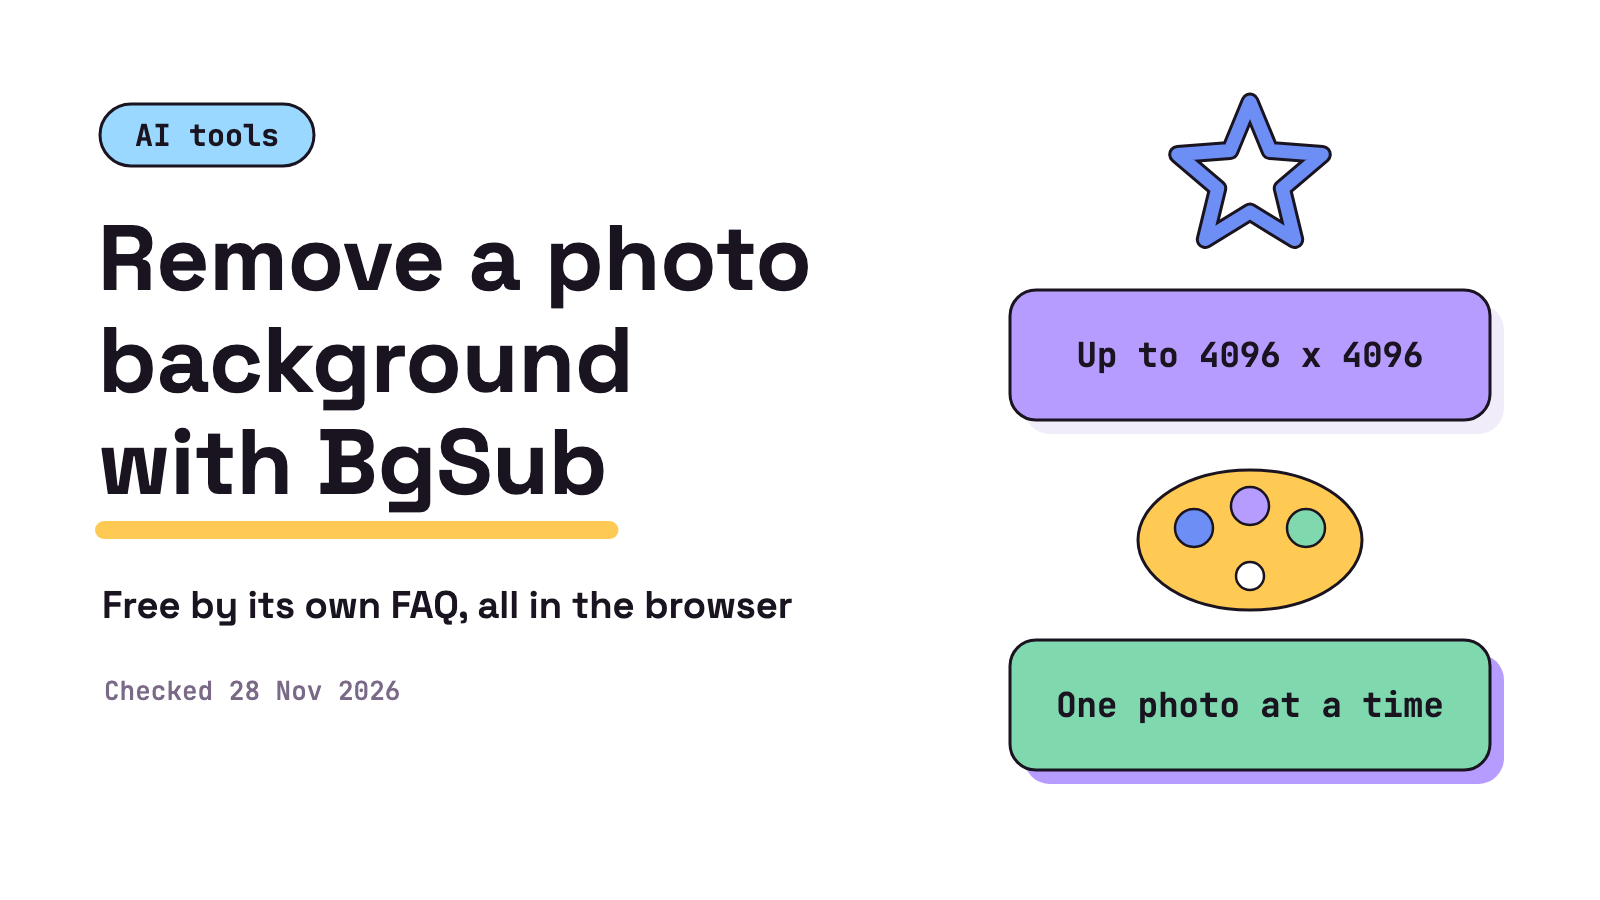 AI tools
Remove a photo
background
with BgSub
Free by its own FAQ, all in the browser
Checked 28 Nov 2026
Up to 4096 x 4096
One photo at a time